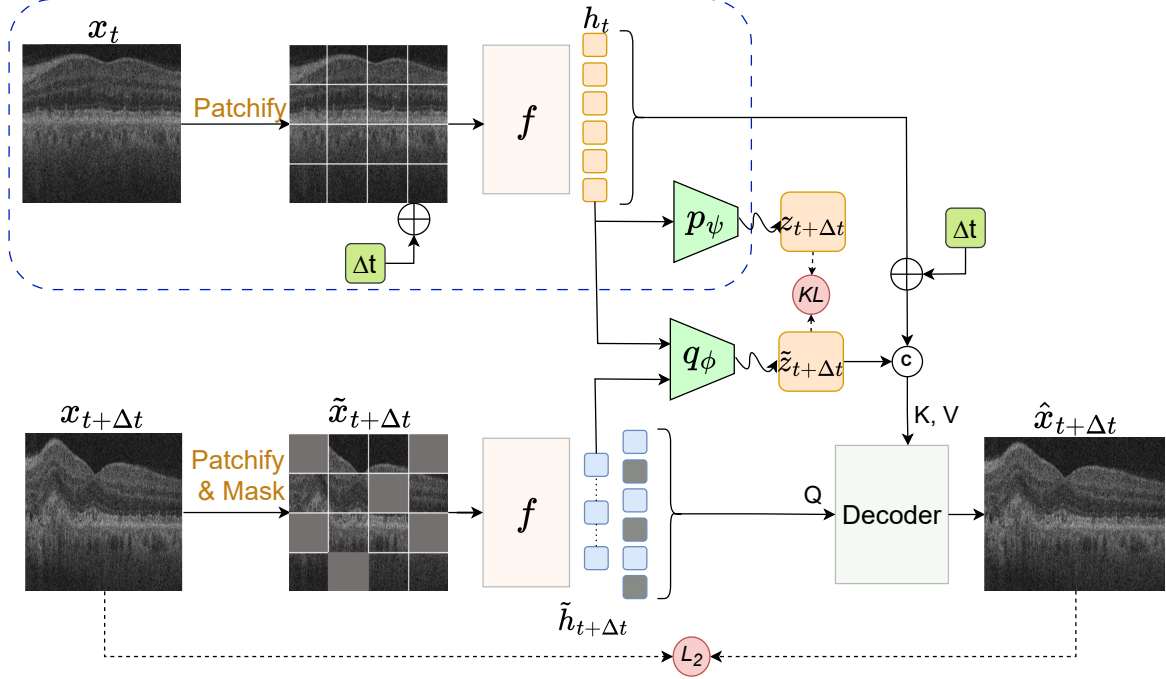 x_t
h_t
Patchify
f
p_ψ
z_{t+Δt}
Δt
Δt
KL
q_ϕ
z̃_{t+Δt}
c
x_{t+Δt}
x̃_{t+Δt}
K, V
x̂_{t+Δt}
Patchify
& Mask
f
Q
Decoder
h̃_{t+Δt}
L_2